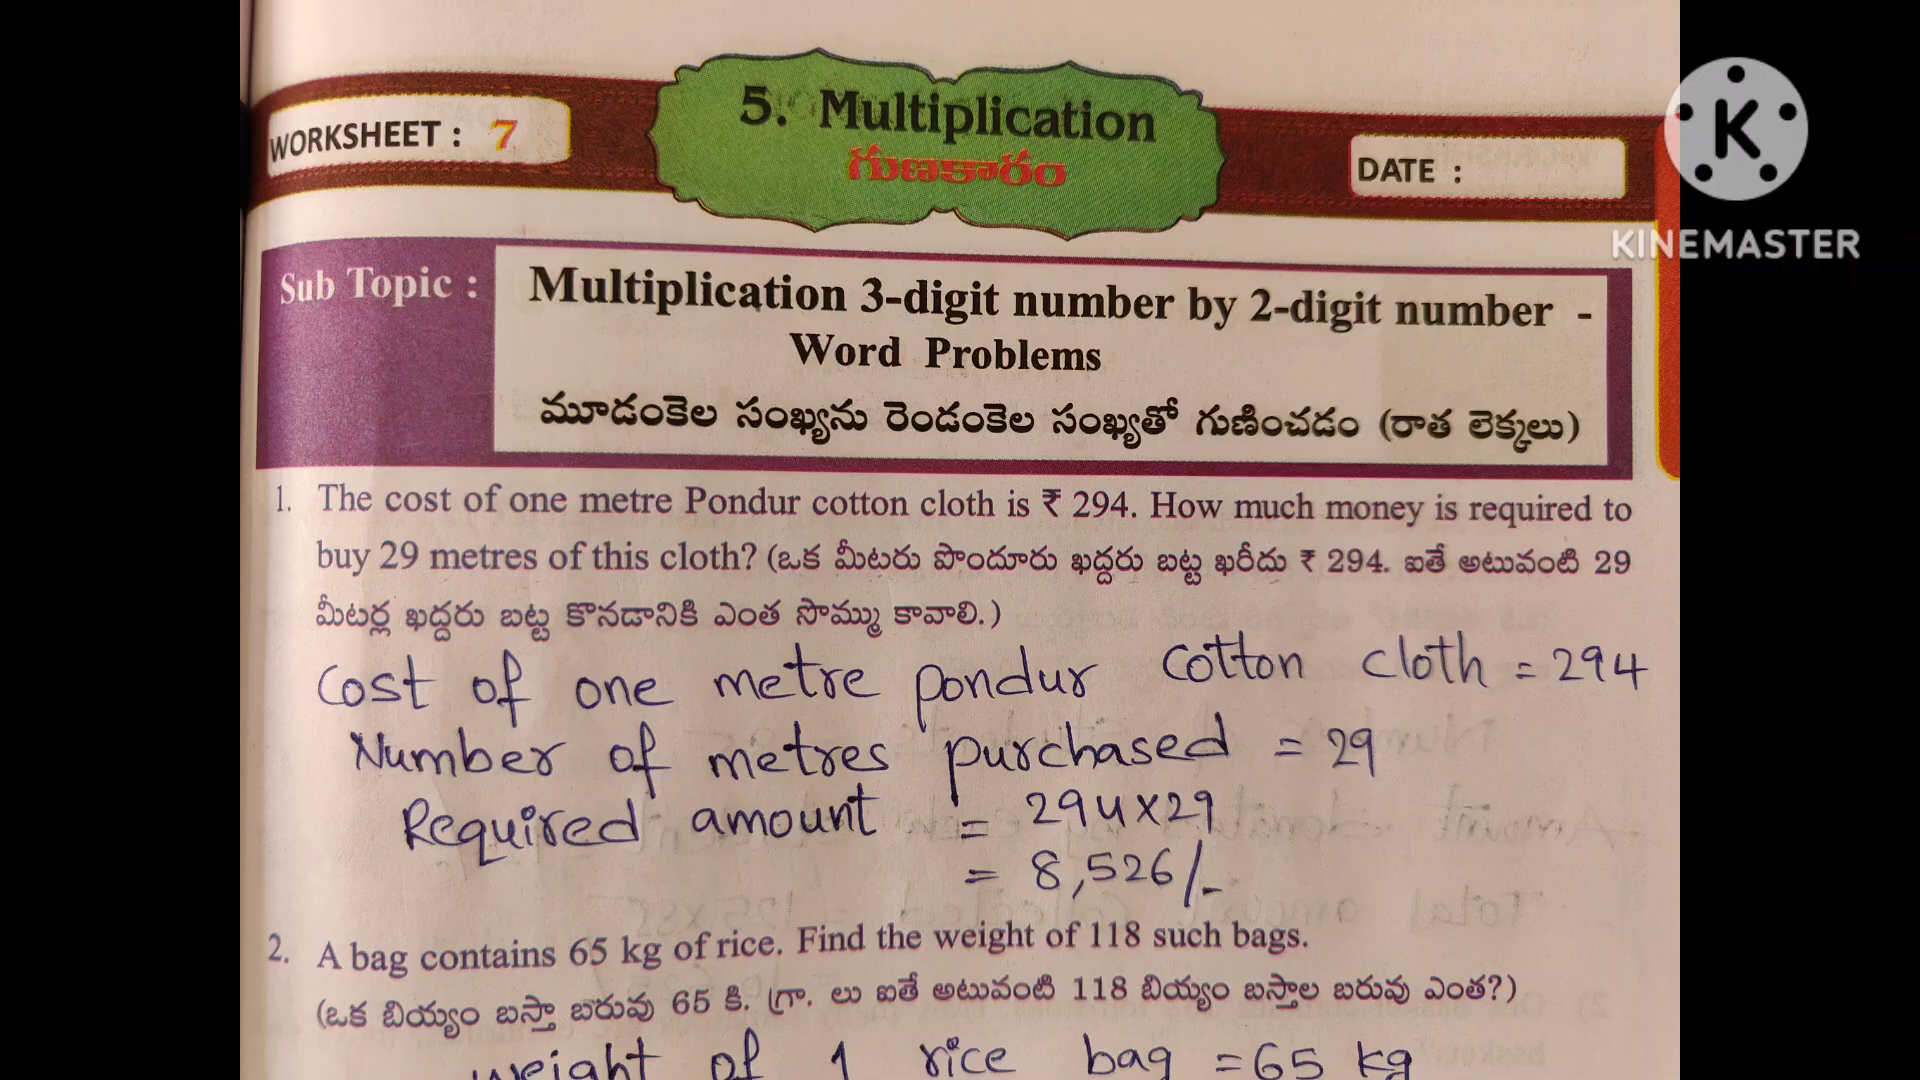 WORKSHEET : 7
5. Multiplication
గుణకారం
DATE :
K
KINEMASTER
Sub Topic :
Multiplication 3-digit number by 2-digit number -
Word Problems
మూడంకెల సంఖ్యను రెండంకెల సంఖ్యతో గుణించడం (రాత లెక్కలు)
1. The cost of one metre Pondur cotton cloth is ₹ 294. How much money is required to
buy 29 metres of this cloth? (ఒక మీటరు పొందూరు ఖద్దరు బట్ట ఖరీదు ₹ 294. ఐతే అటువంటి 29
మీటర్ల ఖద్దరు బట్ట కొనడానికి ఎంత సొమ్ము కావాలి.)
Cost of one metre pondur cotton cloth = 294
Number of metres purchased = 29
Required amount = 294x29
= 8,526/-
2. A bag contains 65 kg of rice. Find the weight of 118 such bags.
(ఒక బియ్యం బస్తా బరువు 65 కి. గ్రా. లు ఐతే అటువంటి 118 బియ్యం బస్తాల బరువు ఎంత?)
weight of 1 rice bag = 65 kg